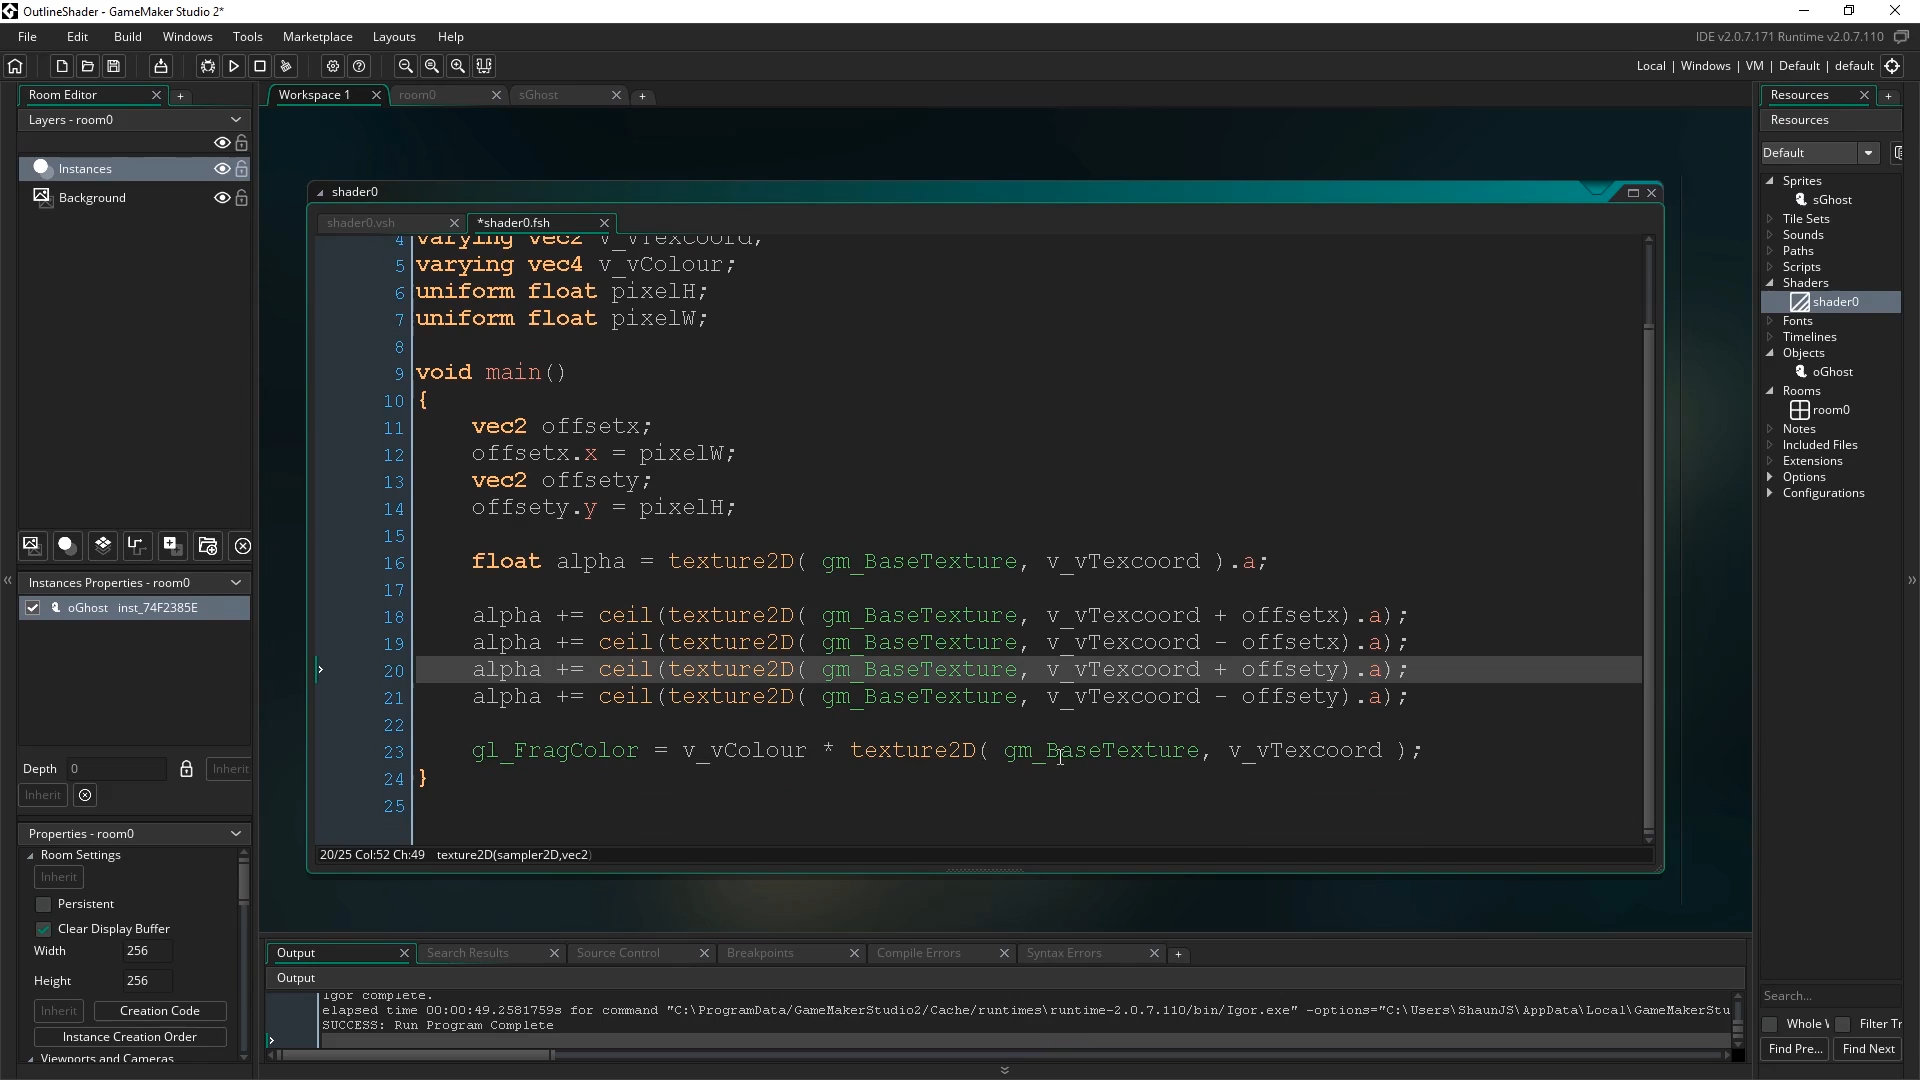 OutlineShader - GameMaker Studio 2*
File Edit Build Windows Tools Marketplace Layouts Help
IDE v2.0.7.171 Runtime v2.0.7.110
Local | Windows | VM | Default | default
Room Editor
Layers - room0
Instances
Background
Instances Properties - room0
oGhost inst_74F2385E
Depth 0 Inherit
Inherit
Properties - room0
Room Settings
Inherit
Persistent
Clear Display Buffer
Width 256
Height 256
Inherit Creation Code
Instance Creation Order
Viewports and Cameras
Workspace 1 room0 sGhost
shader0
shader0.vsh *shader0.fsh
4 varying vec2 v_vTexcoord;
5 varying vec4 v_vColour;
6 uniform float pixelH;
7 uniform float pixelW;
8
9 void main()
10 {
11 vec2 offsetx;
12 offsetx.x = pixelW;
13 vec2 offsety;
14 offsety.y = pixelH;
15
16 float alpha = texture2D( gm_BaseTexture, v_vTexcoord ).a;
17
18 alpha += ceil(texture2D( gm_BaseTexture, v_vTexcoord + offsetx).a);
19 alpha += ceil(texture2D( gm_BaseTexture, v_vTexcoord - offsetx).a);
20 alpha += ceil(texture2D( gm_BaseTexture, v_vTexcoord + offsety).a);
21 alpha += ceil(texture2D( gm_BaseTexture, v_vTexcoord - offsety).a);
22
23 gl_FragColor = v_vColour * texture2D( gm_BaseTexture, v_vTexcoord );
24 }
25
20/25 Col:52 Ch:49 texture2D(sampler2D,vec2)
Output Search Results Source Control Breakpoints Compile Errors Syntax Errors
Output
Igor complete.
elapsed time 00:00:49.2581759s for command "C:\ProgramData/GameMakerStudio2/Cache/runtimes\runtime-2.0.7.110/bin/Igor.exe" -options="C:\Users\ShaunJS\AppData\Local\GameMakerStu
SUCCESS: Run Program Complete
Resources
Resources
Default
Sprites
sGhost
Tile Sets
Sounds
Paths
Scripts
Shaders
shader0
Fonts
Timelines
Objects
oGhost
Rooms
room0
Notes
Included Files
Extensions
Options
Configurations
Search...
Whole Filter Tr
Find Pre... Find Next